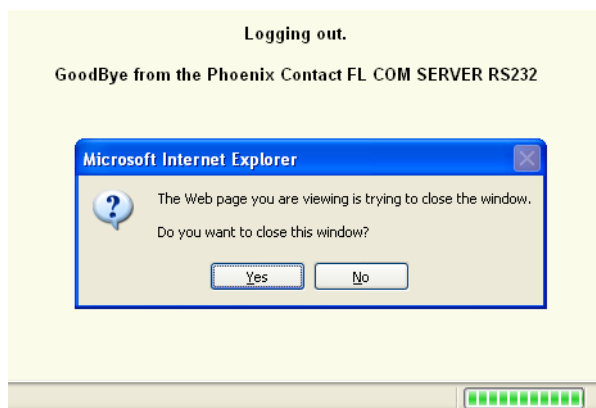 Logging out.
GoodBye from the Phoenix Contact FL COM SERVER RS232
Microsoft Internet Explorer
The Web page you are viewing is trying to close the window.
Do you want to close this window?
Yes
No